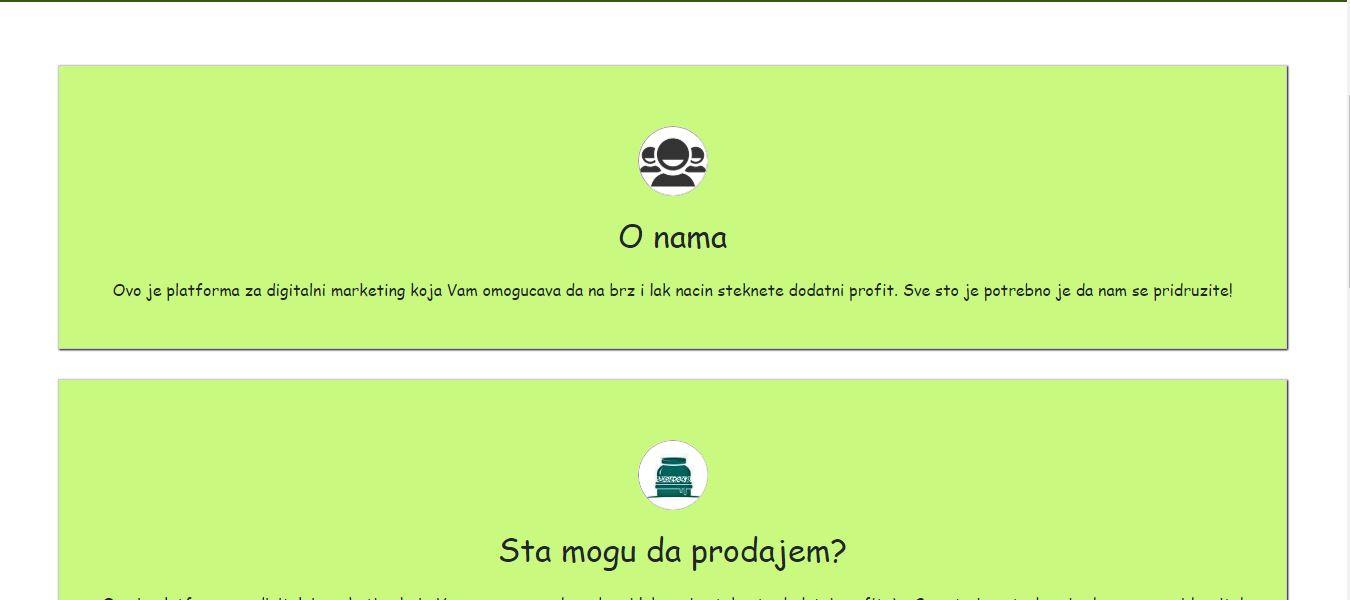 O nama
Ovo je platforma za digitalni marketing koja Vam omogucava da na brz i lak nacin steknete dodatni profit. Sve sto je potrebno je da nam se pridruzite!
Sta mogu da prodajem?